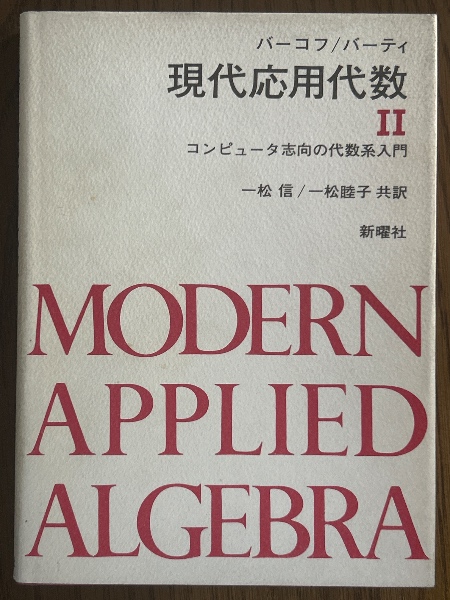 バーコフ/バーティ
現代応用代数
II
コンピュータ志向の代数系入門
一松 信/一松睦子 共訳
新曜社
MODERN
APPLIED
ALGEBRA